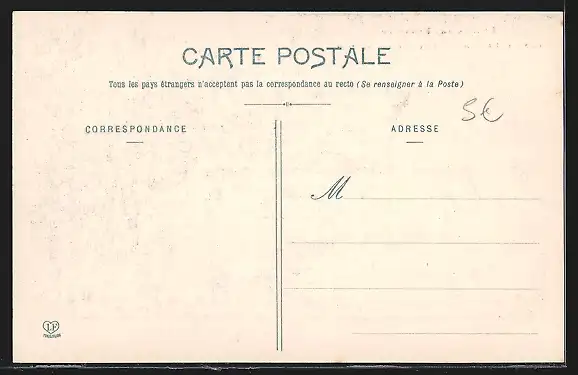 CARTE POSTALE
Tous les pays étrangers n'acceptent pas la correspondance au recto (Se renseigner à la Poste)
5€
CORRESPONDANCE
ADRESSE
M
LF